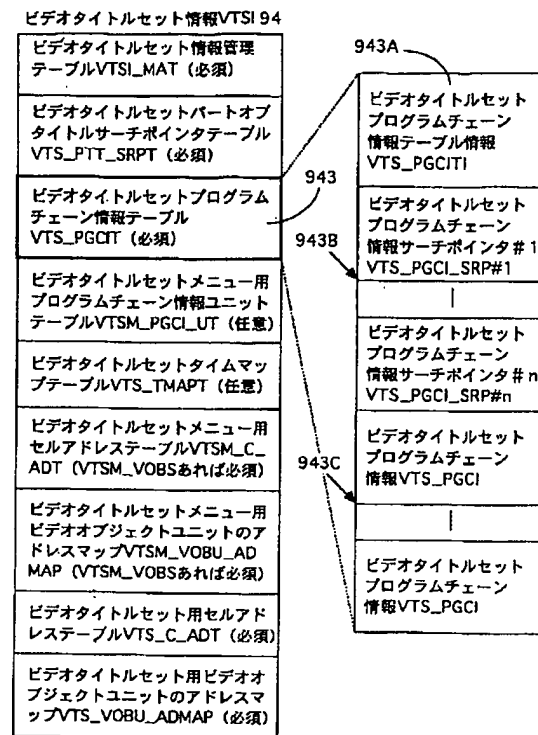 ビデオタイトルセット情報VTSI 94
ビデオタイトルセット情報管理
テーブルVTSI_MAT（必須）
ビデオタイトルセットパートオブ
タイトルサーチポインタテーブル
VTS_PTT_SRPT（必須）
ビデオタイトルセットプログラム
チェーン情報テーブル
VTS_PGCIT（必須）
ビデオタイトルセットメニュー用
プログラムチェーン情報ユニット
テーブルVTSM_PGCI_UT（任意）
ビデオタイトルセットタイムマッ
プテーブルVTS_TMAPT（任意）
ビデオタイトルセットメニュー用
セルアドレステーブルVTSM_C_
ADT（VTSM_VOBSあれば必須）
ビデオタイトルセットメニュー用
ビデオオブジェクトユニットのア
ドレスマップVTSM_VOBU_AD
MAP（VTSM_VOBSあれば必須）
ビデオタイトルセット用セルアド
レステーブルVTS_C_ADT（必須）
ビデオタイトルセット用ビデオオ
ブジェクトユニットのアドレスマ
ップVTS_VOBU_ADMAP（必須）
943
943A
ビデオタイトルセット
プログラムチェーン
情報テーブル情報
VTS_PGCITI
ビデオタイトルセット
プログラムチェーン
情報サーチポインタ＃1
VTS_PGCI_SRP#1
943B
ビデオタイトルセット
プログラムチェーン
情報サーチポインタ＃n
VTS_PGCI_SRP#n
ビデオタイトルセット
プログラムチェーン
情報VTS_PGCI
943C
ビデオタイトルセット
プログラムチェーン
情報VTS_PGCI